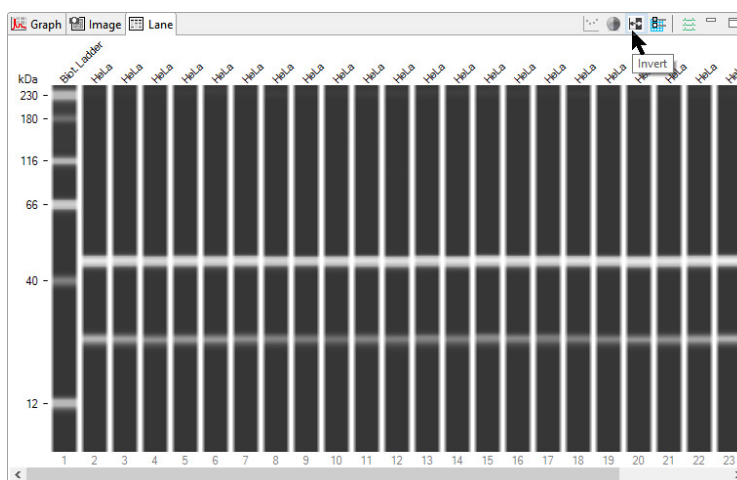 Graph Image Lane
Invert
kDa Biot. Ladder HeLa HeLa HeLa HeLa HeLa HeLa HeLa HeLa HeLa HeLa HeLa HeLa HeLa HeLa HeLa HeLa HeLa HeLa HeLa HeLa HeLa
230
180
116
66
40
12
1 2 3 4 5 6 7 8 9 10 11 12 13 14 15 16 17 18 19 20 21 22 23